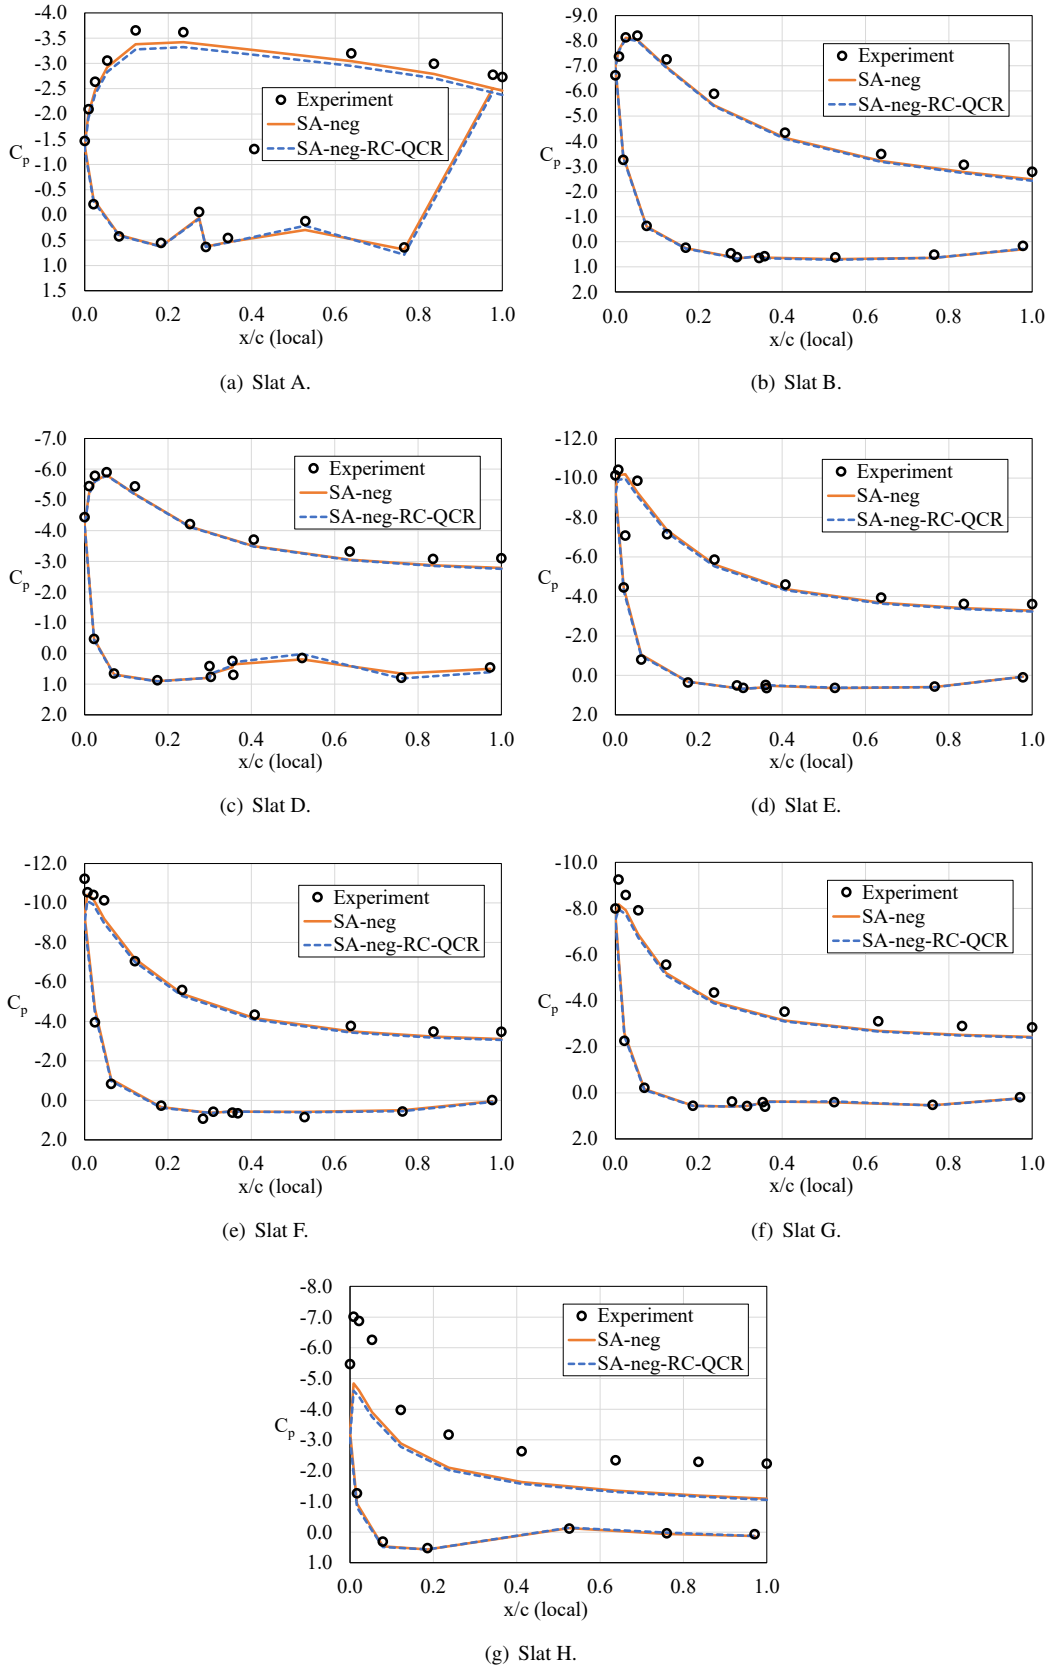 -4.0
-3.5
-3.0
-2.5
-2.0
-1.5
-1.0
-0.5
0.0
0.5
1.0
1.5
Cp
0.0 0.2 0.4 0.6 0.8 1.0
x/c (local)
Experiment
SA-neg
SA-neg-RC-QCR
(a) Slat A.
-9.0
-8.0
-7.0
-6.0
-5.0
-4.0
-3.0
-2.0
-1.0
0.0
1.0
2.0
Cp
0.0 0.2 0.4 0.6 0.8 1.0
x/c (local)
Experiment
SA-neg
SA-neg-RC-QCR
(b) Slat B.
-7.0
-6.0
-5.0
-4.0
-3.0
-2.0
-1.0
0.0
1.0
2.0
Cp
0.0 0.2 0.4 0.6 0.8 1.0
x/c (local)
Experiment
SA-neg
SA-neg-RC-QCR
(c) Slat D.
-12.0
-10.0
-8.0
-6.0
-4.0
-2.0
0.0
2.0
Cp
0.0 0.2 0.4 0.6 0.8 1.0
x/c (local)
Experiment
SA-neg
SA-neg-RC-QCR
(d) Slat E.
-12.0
-10.0
-8.0
-6.0
-4.0
-2.0
0.0
2.0
Cp
0.0 0.2 0.4 0.6 0.8 1.0
x/c (local)
Experiment
SA-neg
SA-neg-RC-QCR
(e) Slat F.
-10.0
-8.0
-6.0
-4.0
-2.0
0.0
2.0
Cp
0.0 0.2 0.4 0.6 0.8 1.0
x/c (local)
Experiment
SA-neg
SA-neg-RC-QCR
(f) Slat G.
-8.0
-7.0
-6.0
-5.0
-4.0
-3.0
-2.0
-1.0
0.0
1.0
Cp
0.0 0.2 0.4 0.6 0.8 1.0
x/c (local)
Experiment
SA-neg
SA-neg-RC-QCR
(g) Slat H.